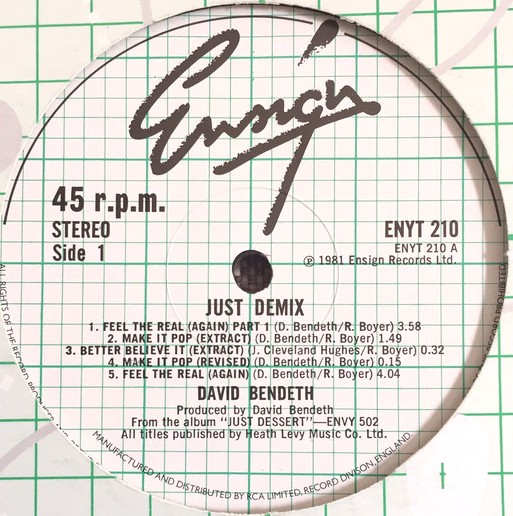 Ensign
45 r.p.m.
STEREO
Side 1
ENYT 210
ENYT 210 A
℗ 1981 Ensign Records Ltd.
JUST DEMIX
1. FEEL THE REAL (AGAIN) PART 1 (D. Bendeth/R. Boyer) 3.58
2. MAKE IT POP (EXTRACT) (D. Bendeth/R. Boyer) 1.49
3. BETTER BELIEVE IT (EXTRACT) (J. Cleveland Hughes/R. Boyer) 0.32
4. MAKE IT POP (REVISED) (D. Bendeth/R. Boyer) 0.15
5. FEEL THE REAL (AGAIN) (D. Bendeth/R. Boyer) 4.04
DAVID BENDETH
Produced by David Bendeth
From the album "JUST DESSERT"—ENVY 502
All titles published by Heath Levy Music Co. Ltd.
ALL RIGHTS OF THE RECORD
PROHIBITED.
MANUFACTURED AND DISTRIBUTED BY RCA LIMITED, RECORD DIVISON, ENGLAND.